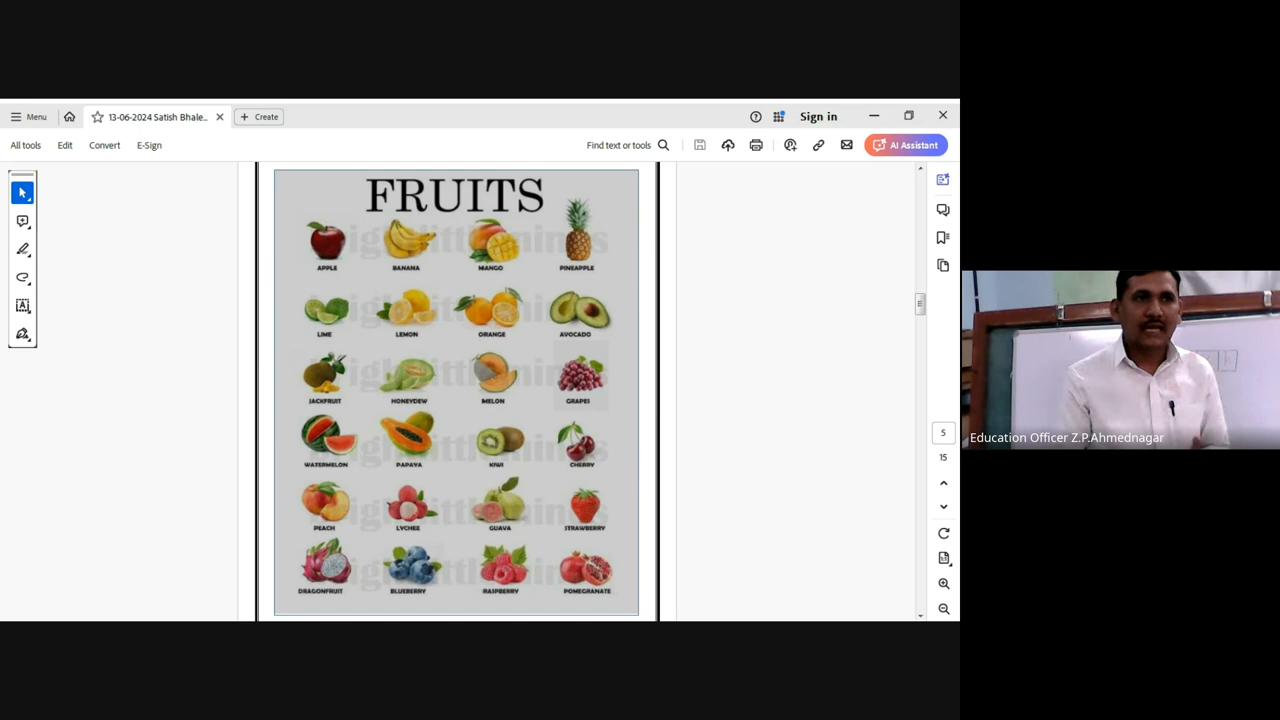 Menu
13-06-2024 Satish Bhale..
Create
Sign in
All tools
Edit
Convert
E-Sign
Find text or tools
AI Assistant
FRUITS
APPLE BANANA MANGO PINEAPPLE
LIME LEMON ORANGE AVOCADO
JACKFRUIT HONEYDEW MELON GRAPES
WATERMELON PAPAYA KIWI CHERRY
PEACH LYCHEE GUAVA STRAWBERRY
DRAGONFRUIT BLUEBERRY RASPBERRY POMEGRANATE
5
15
Education Officer Z.P.Ahmednagar